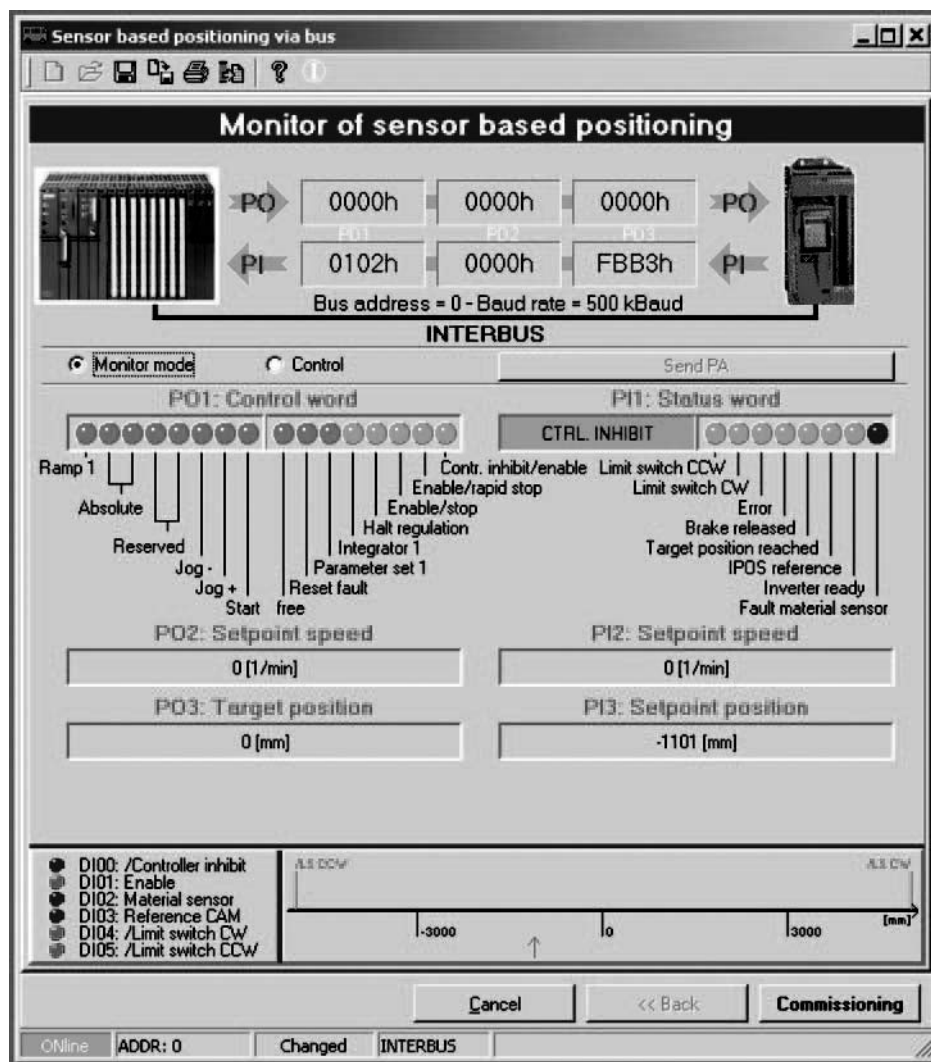 Sensor based positioning via bus
Monitor of sensor based positioning
PO 0000h 0000h 0000h PO
PO1 PO2 PO3
PI 0102h 0000h FBB3h PI
Bus address = 0 - Baud rate = 500 kBaud
INTERBUS
Monitor mode Control Send PA
PO1: Control word PI1: Status word
CTRL. INHIBIT
Ramp 1 Contr. inhibit/enable Limit switch CCW
Enable/rapid stop Limit switch CW
Absolute Enable/stop Error
Halt regulation Brake released
Reserved Integrator 1 Target position reached
Jog - Parameter set 1 IPOS reference
Jog + Reset fault Inverter ready
Start free Fault material sensor
PO2: Setpoint speed PI2: Setpoint speed
0 [1/min] 0 [1/min]
PO3: Target position PI3: Setpoint position
0 [mm] -1101 [mm]
DI00: /Controller inhibit
DI01: Enable
DI02: Material sensor
DI03: Reference CAM
DI04: /Limit switch CW
DI05: /Limit switch CCW
/LS CCW /LS CW
-3000 0 3000 [mm]
Cancel << Back Commissioning
ONline ADDR: 0 Changed INTERBUS